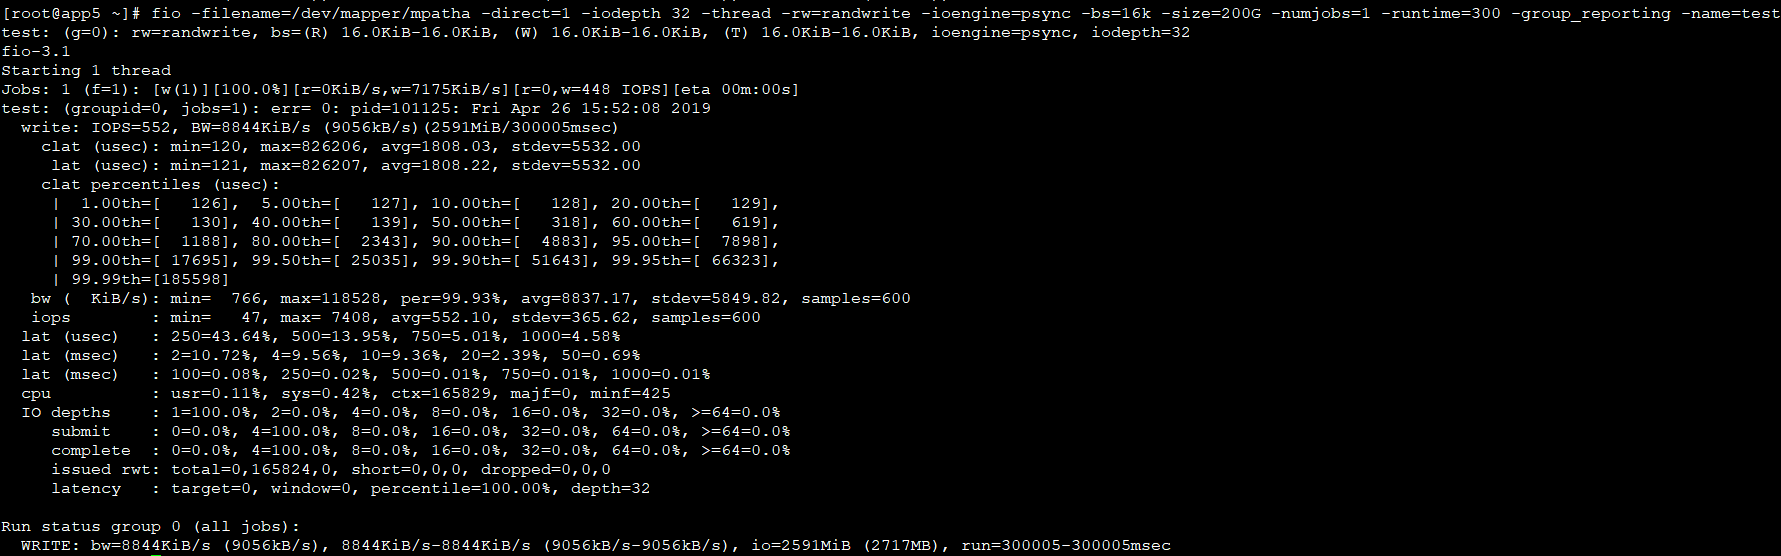 [root@app5 ~]# fio -filename=/dev/mapper/mpatha -direct=1 -iodepth 32 -thread -rw=randwrite -ioengine=psync -bs=16k -size=200G -numjobs=1 -runtime=300 -group_reporting -name=test
test: (g=0): rw=randwrite, bs=(R) 16.0KiB-16.0KiB, (W) 16.0KiB-16.0KiB, (T) 16.0KiB-16.0KiB, ioengine=psync, iodepth=32
fio-3.1
Starting 1 thread
Jobs: 1 (f=1): [w(1)][100.0%][r=0KiB/s,w=7175KiB/s][r=0,w=448 IOPS][eta 00m:00s]
test: (groupid=0, jobs=1): err= 0: pid=101125: Fri Apr 26 15:52:08 2019
  write: IOPS=552, BW=8844KiB/s (9056kB/s)(2591MiB/300005msec)
    clat (usec): min=120, max=826206, avg=1808.03, stdev=5532.00
     lat (usec): min=121, max=826207, avg=1808.22, stdev=5532.00
    clat percentiles (usec):
     |  1.00th=[   126],  5.00th=[   127], 10.00th=[   128], 20.00th=[   129],
     | 30.00th=[   130], 40.00th=[   139], 50.00th=[   318], 60.00th=[   619],
     | 70.00th=[  1188], 80.00th=[  2343], 90.00th=[  4883], 95.00th=[  7898],
     | 99.00th=[ 17695], 99.50th=[ 25035], 99.90th=[ 51643], 99.95th=[ 66323],
     | 99.99th=[185598]
   bw (  KiB/s): min=  766, max=118528, per=99.93%, avg=8837.17, stdev=5849.82, samples=600
   iops        : min=   47, max= 7408, avg=552.10, stdev=365.62, samples=600
  lat (usec)   : 250=43.64%, 500=13.95%, 750=5.01%, 1000=4.58%
  lat (msec)   : 2=10.72%, 4=9.56%, 10=9.36%, 20=2.39%, 50=0.69%
  lat (msec)   : 100=0.08%, 250=0.02%, 500=0.01%, 750=0.01%, 1000=0.01%
  cpu          : usr=0.11%, sys=0.42%, ctx=165829, majf=0, minf=425
  IO depths    : 1=100.0%, 2=0.0%, 4=0.0%, 8=0.0%, 16=0.0%, 32=0.0%, >=64=0.0%
     submit    : 0=0.0%, 4=100.0%, 8=0.0%, 16=0.0%, 32=0.0%, 64=0.0%, >=64=0.0%
     complete  : 0=0.0%, 4=100.0%, 8=0.0%, 16=0.0%, 32=0.0%, 64=0.0%, >=64=0.0%
     issued rwt: total=0,165824,0, short=0,0,0, dropped=0,0,0
     latency   : target=0, window=0, percentile=100.00%, depth=32

Run status group 0 (all jobs):
  WRITE: bw=8844KiB/s (9056kB/s), 8844KiB/s-8844KiB/s (9056kB/s-9056kB/s), io=2591MiB (2717MB), run=300005-300005msec